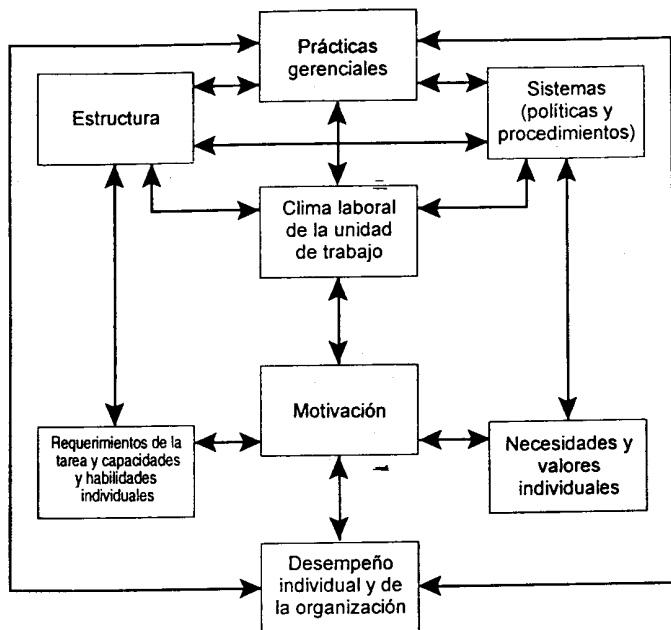 Prácticas
gerenciales
Estructura
Sistemas
(políticas y
procedimientos)
Clima laboral
de la unidad
de trabajo
Motivación
Requerimientos de la
tarea y capacidades
y habilidades
individuales
Necesidades y
valores
individuales
Desempeño
individual y de
la organización